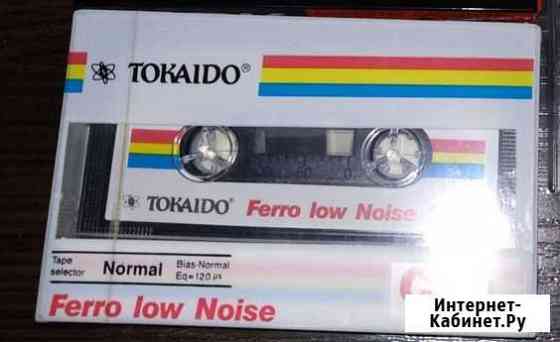 TOKAIDO®
TOKAIDO® Ferro low Noise
Tape selector
Normal
Bias-Normal
Eq=120 µs
Ferro low Noise
Интернет-
Кабинет.Ру